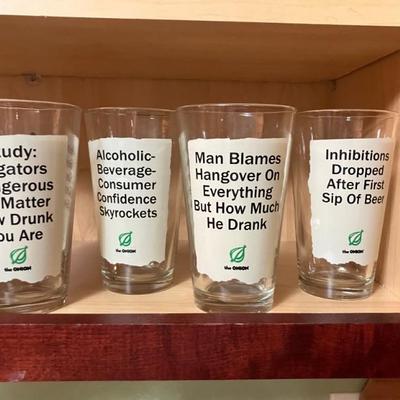 udy:
gators
ngerous
Matter
w Drunk
ou Are
the ONION
Alcoholic-
Beverage-
Consumer
Confidence
Skyrockets
the ONION
Man Blames
Hangover On
Everything
But How Much
He Drank
the ONION
Inhibitions
Dropped
After First
Sip Of Beer
the ONION